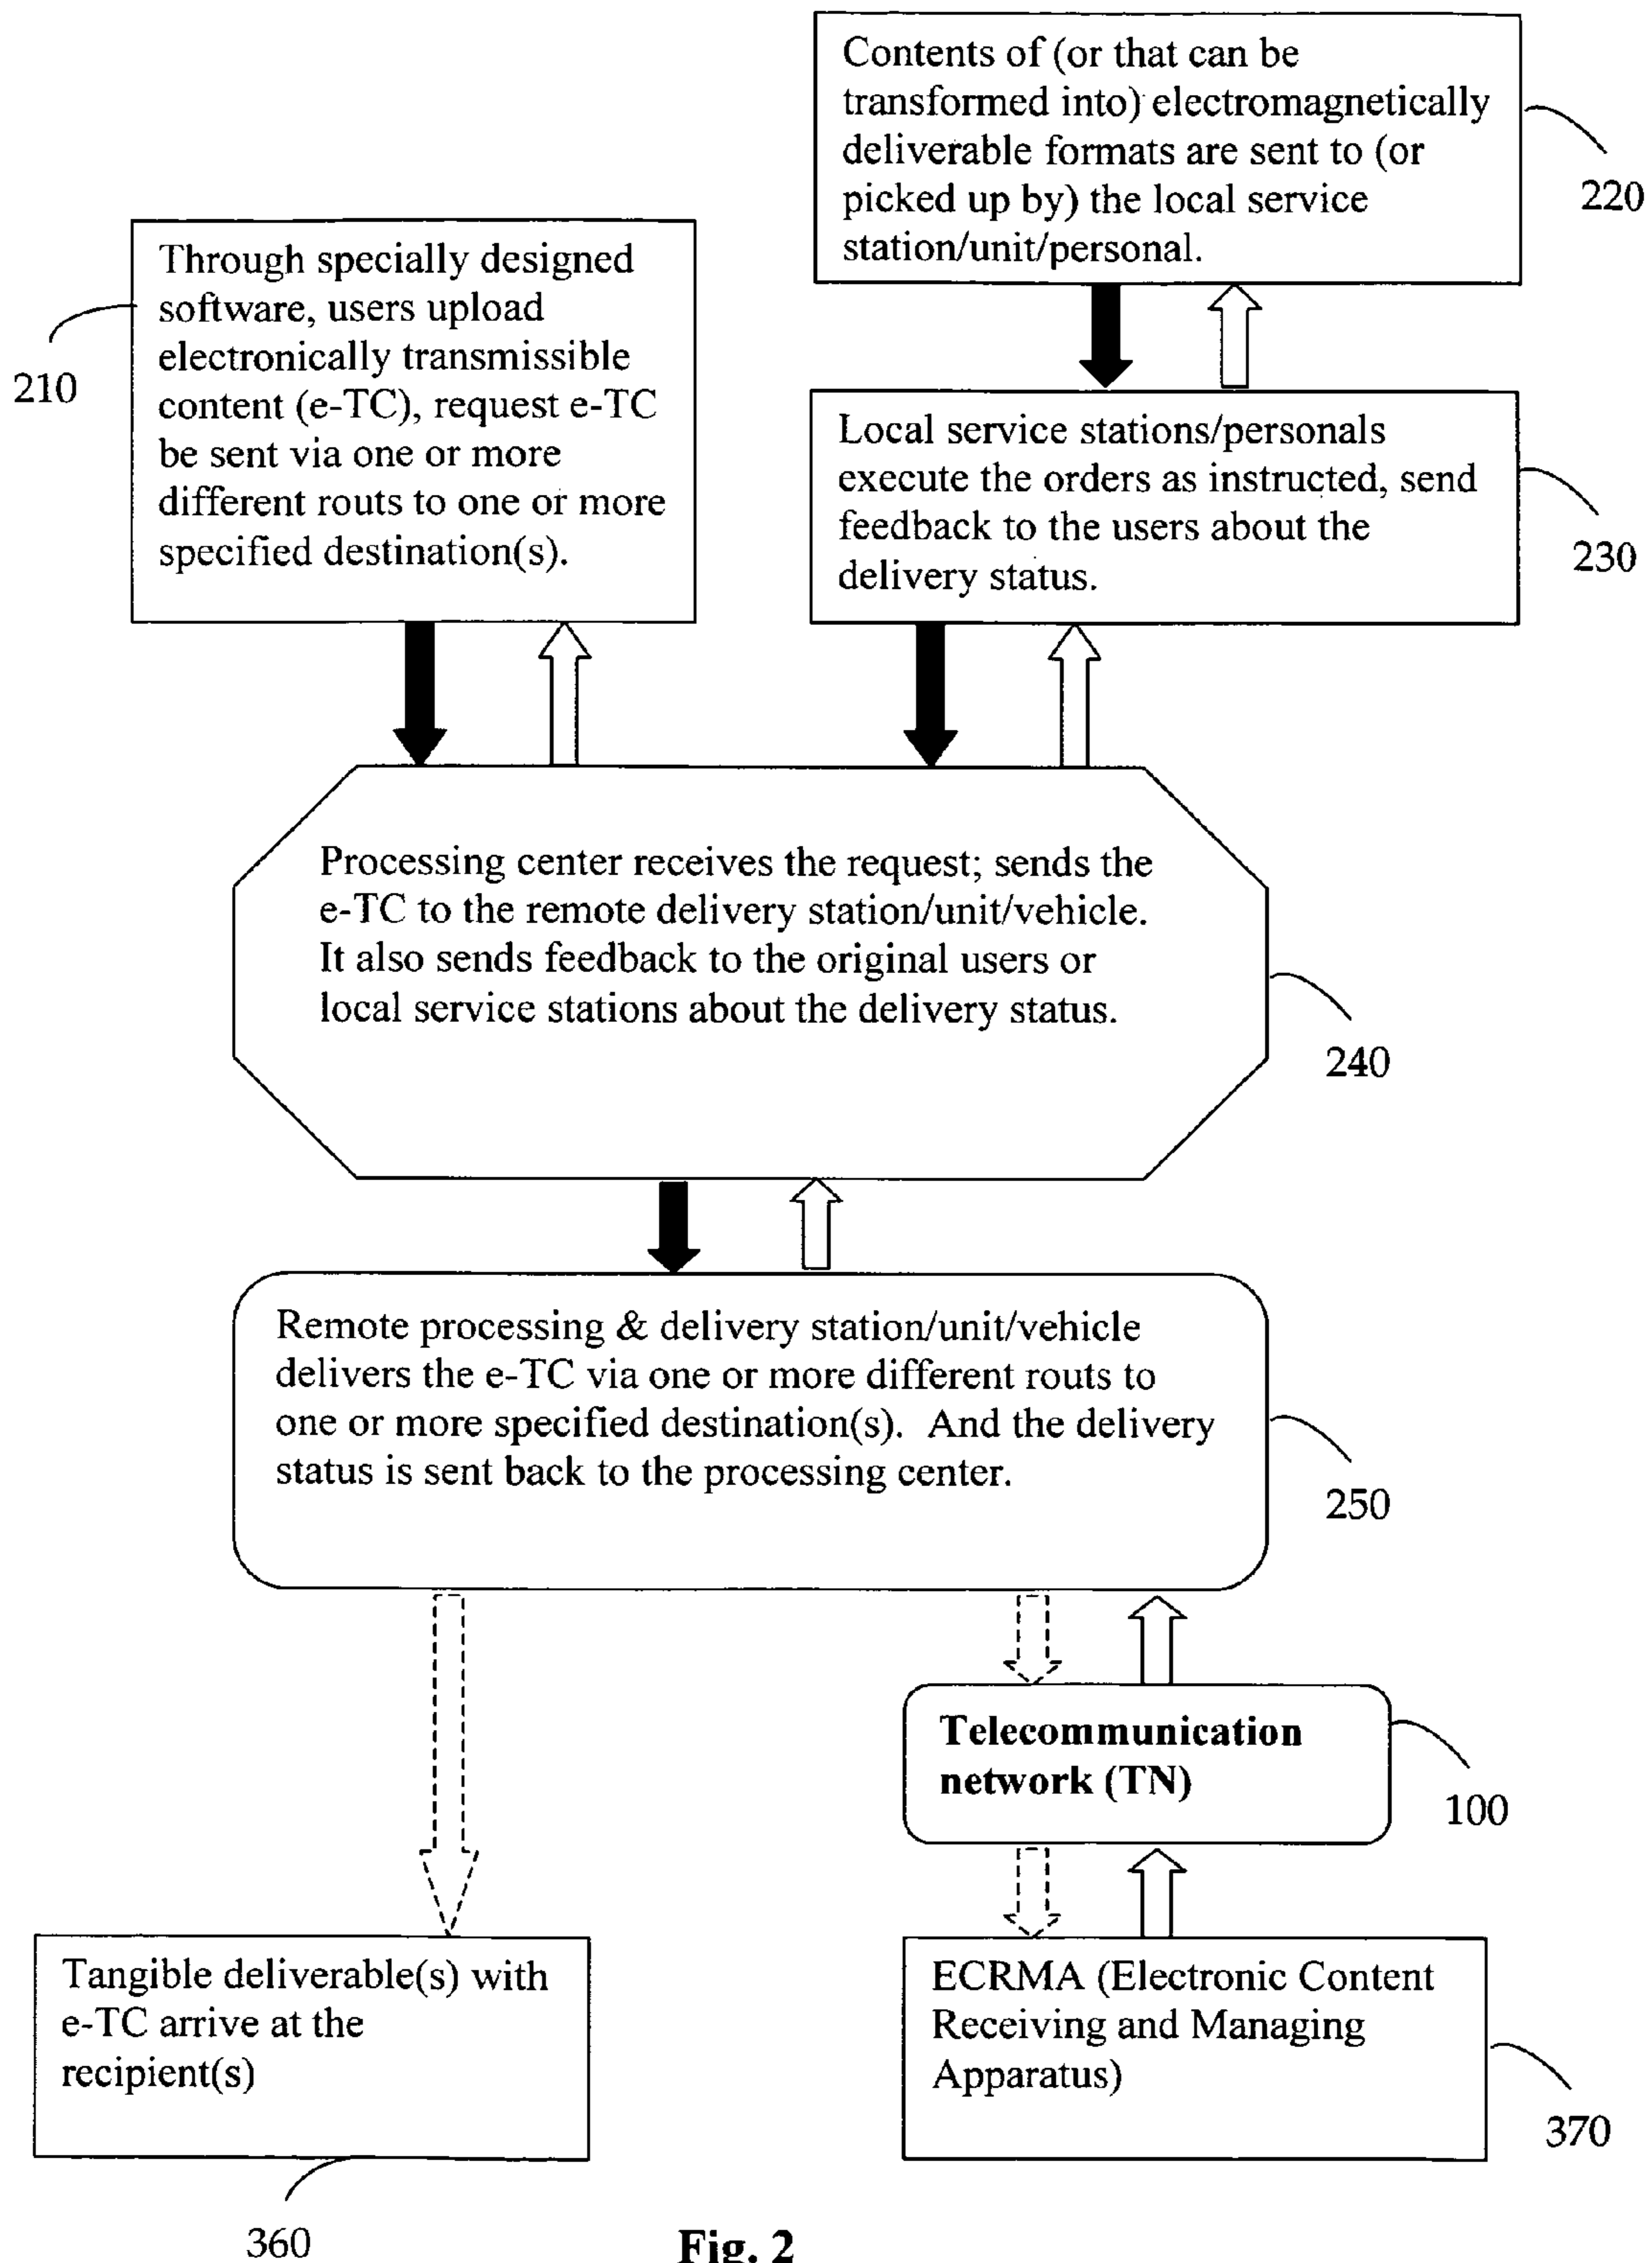 Contents of (or that can be
transformed into) electromagnetically
deliverable formats are sent to (or
picked up by) the local service
station/unit/personal.
220
Through specially designed
software, users upload
electronically transmissible
content (e-TC), request e-TC
be sent via one or more
different routs to one or more
specified destination(s).
210
Local service stations/personals
execute the orders as instructed, send
feedback to the users about the
delivery status.
230
Processing center receives the request; sends the
e-TC to the remote delivery station/unit/vehicle.
It also sends feedback to the original users or
local service stations about the delivery status.
240
Remote processing & delivery station/unit/vehicle
delivers the e-TC via one or more different routs to
one or more specified destination(s).  And the delivery
status is sent back to the processing center.
250
Telecommunication
network (TN)
100
Tangible deliverable(s) with
e-TC arrive at the
recipient(s)
360
ECRMA (Electronic Content
Receiving and Managing
Apparatus)
370
Fig. 2